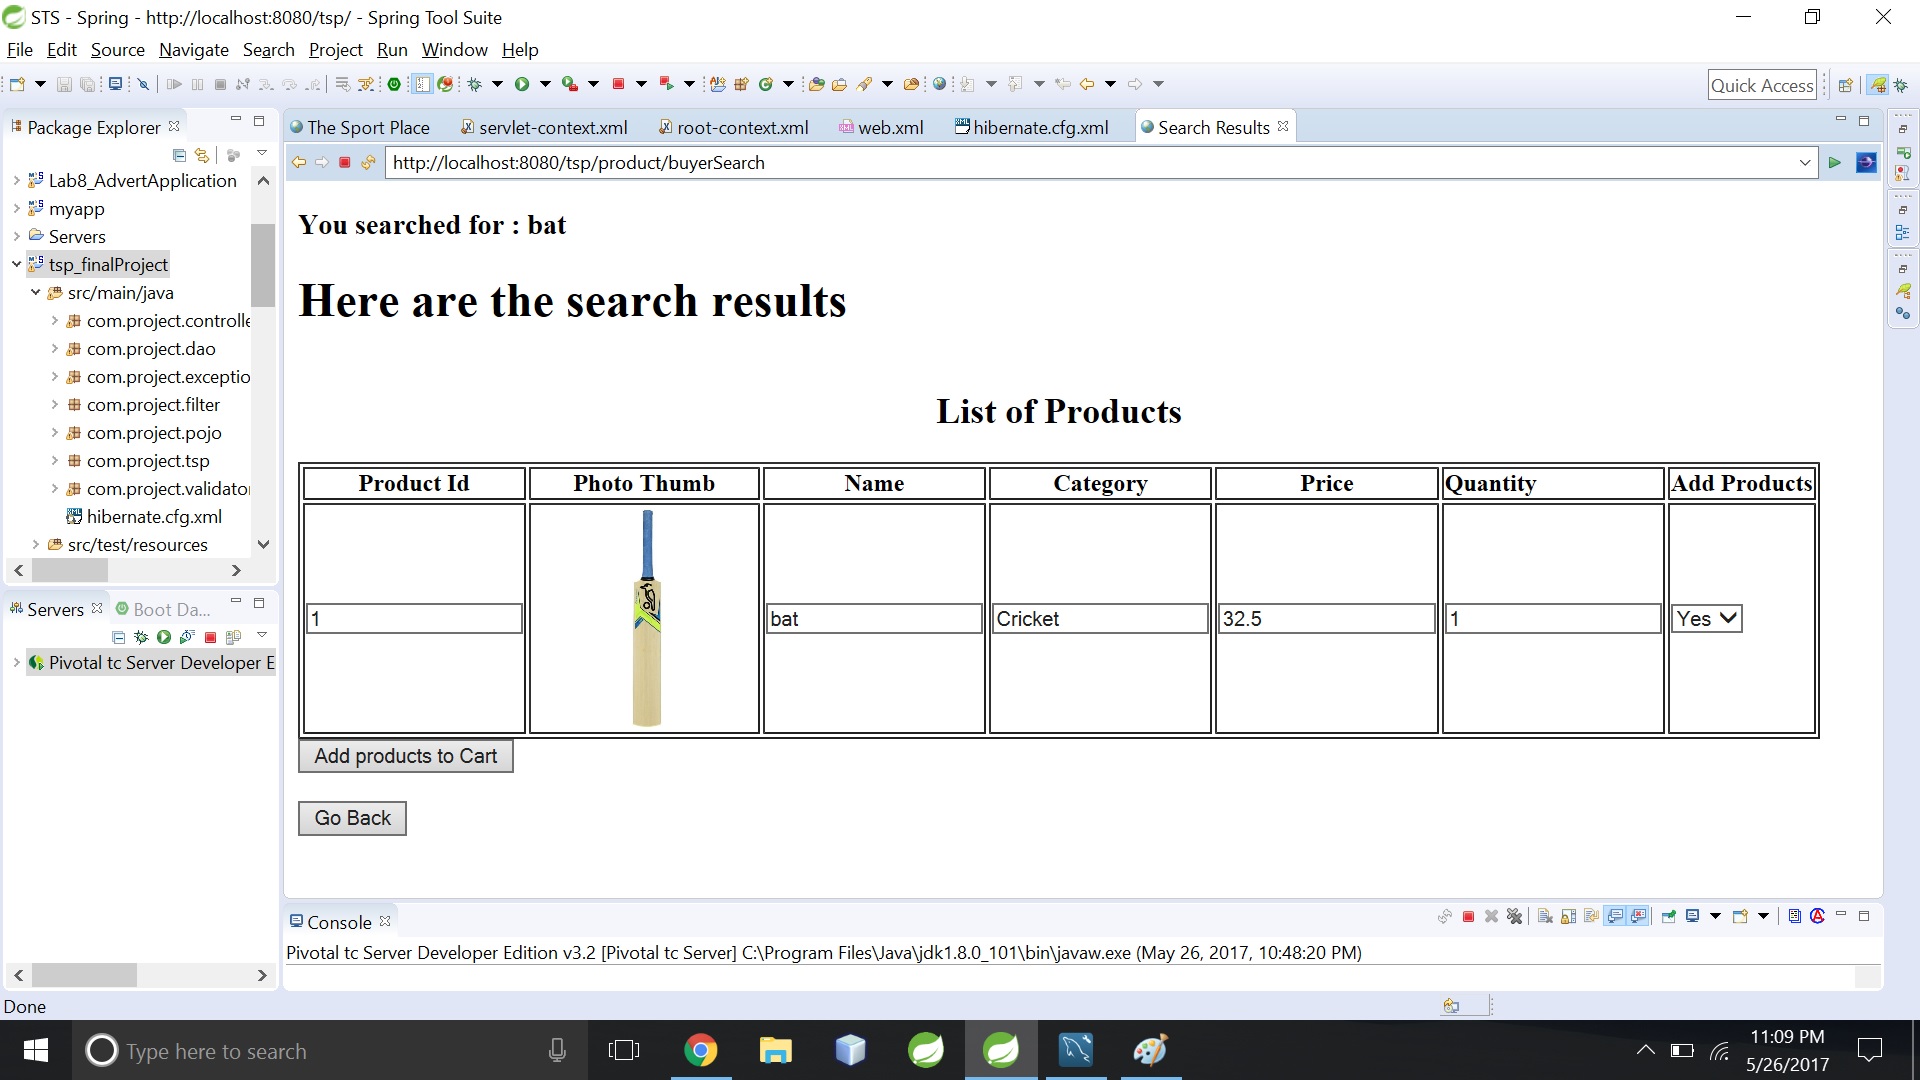 STS - Spring - http://localhost:8080/tsp/ - Spring Tool Suite
File Edit Source Navigate Search Project Run Window Help
Quick Access
Package Explorer
Lab8_AdvertApplication
myapp
Servers
tsp_finalProject
src/main/java
com.project.controlle
com.project.dao
com.project.exceptio
com.project.filter
com.project.pojo
com.project.tsp
com.project.validato
hibernate.cfg.xml
src/test/resources
Servers Boot Da...
Pivotal tc Server Developer E
The Sport Place servlet-context.xml root-context.xml web.xml hibernate.cfg.xml Search Results
http://localhost:8080/tsp/product/buyerSearch
You searched for : bat
Here are the search results
List of Products
Product Id Photo Thumb Name Category Price Quantity Add Products
1 bat Cricket 32.5 1 Yes
Add products to Cart
Go Back
Console
Pivotal tc Server Developer Edition v3.2 [Pivotal tc Server] C:\Program Files\Java\jdk1.8.0_101\bin\javaw.exe (May 26, 2017, 10:48:20 PM)
Done
Type here to search
11:09 PM
5/26/2017